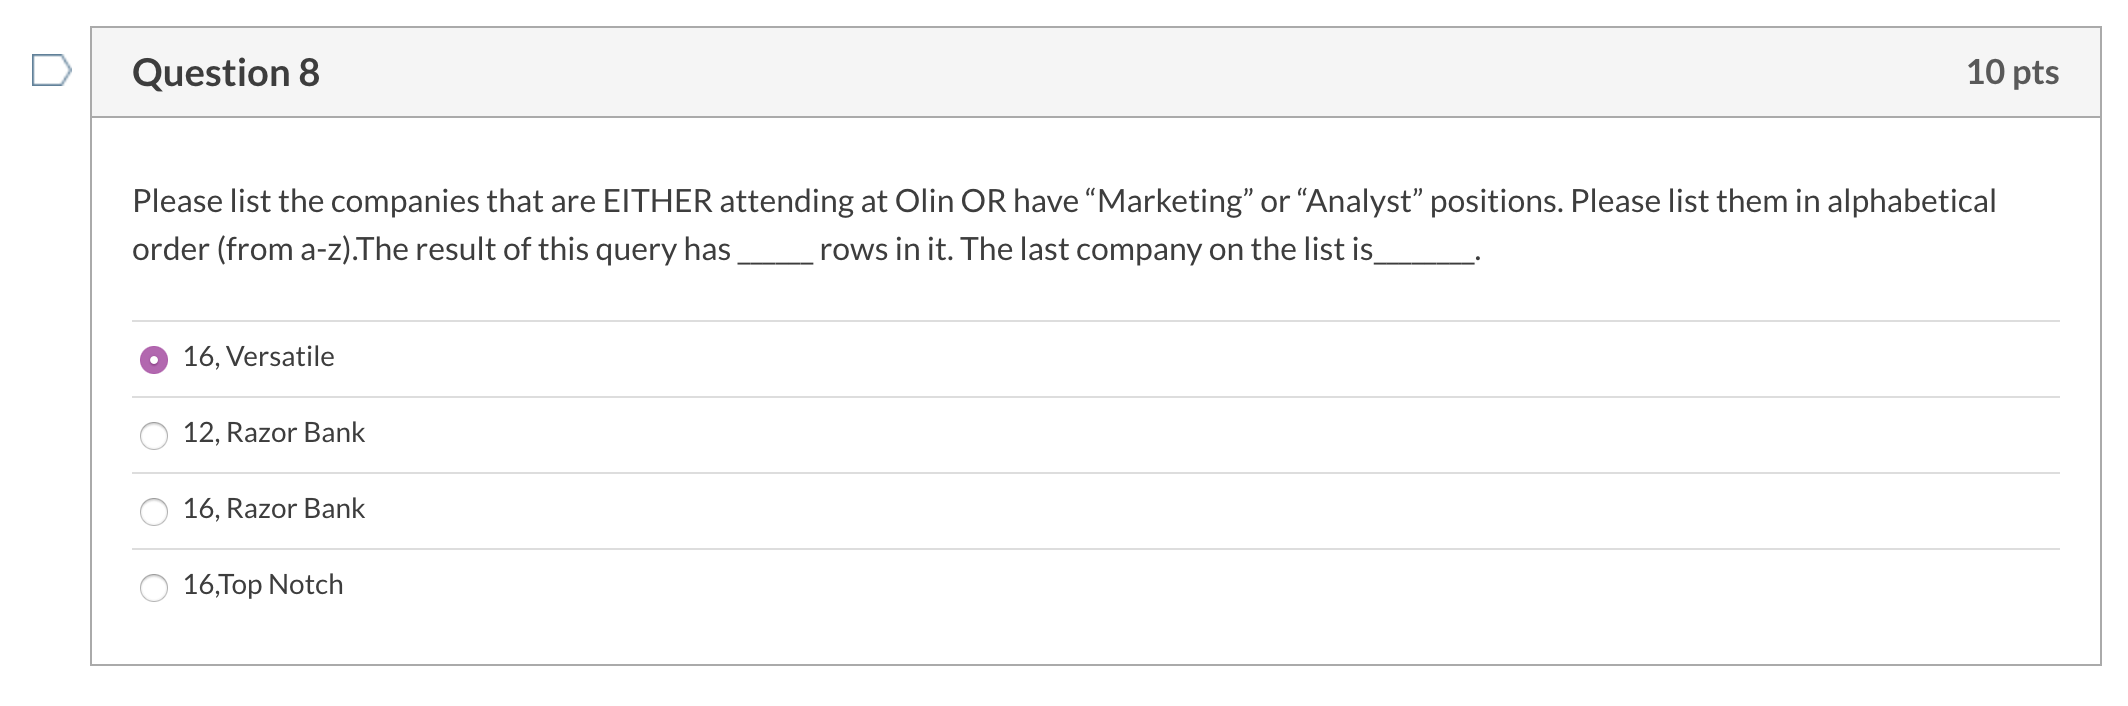 Question 8
10 pts
Please list the companies that are EITHER attending at Olin OR have “Marketing” or “Analyst” positions. Please list them in alphabetical
order (from a-z).The result of this query has ______ rows in it. The last company on the list is________.
16, Versatile
12, Razor Bank
16, Razor Bank
16,Top Notch